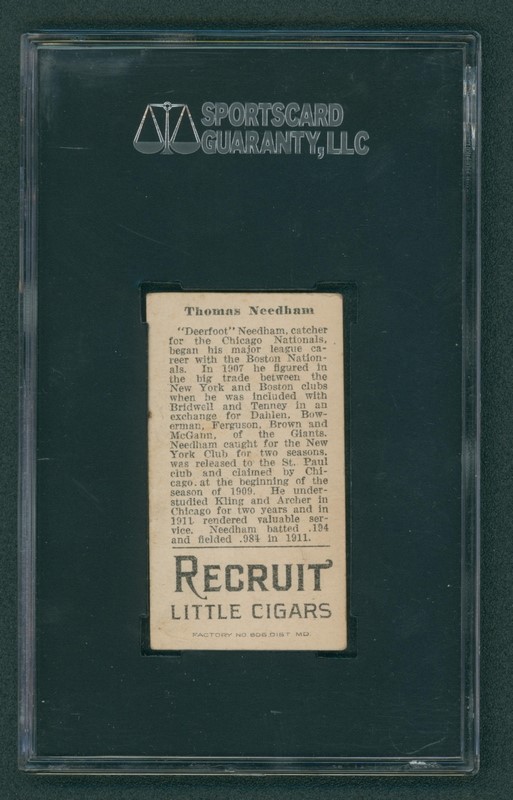 SPORTSCARD
GUARANTY, LLC
Thomas Needham
"Deerfoot" Needham, catcher
for the Chicago Nationals,
began his major league ca-
reer with the Boston Nation-
als. In 1907 he figured in
the big trade between the
New York and Boston clubs
when he was included with
Bridwell and Tenney in an
exchange for Dahlen, Bow-
erman, Ferguson, Brown and
McGann, of the Giants.
Needham caught for the New
York Club for two seasons,
was released to the St. Paul
club and claimed by Chi-
cago, at the beginning of the
season of 1909. He under-
studied Kling and Archer in
Chicago for two years and in
1911 rendered valuable ser-
vice. Needham batted .194
and fielded .984 in 1911.
RECRUIT
LITTLE CIGARS
FACTORY NO 606 DIST. MD.